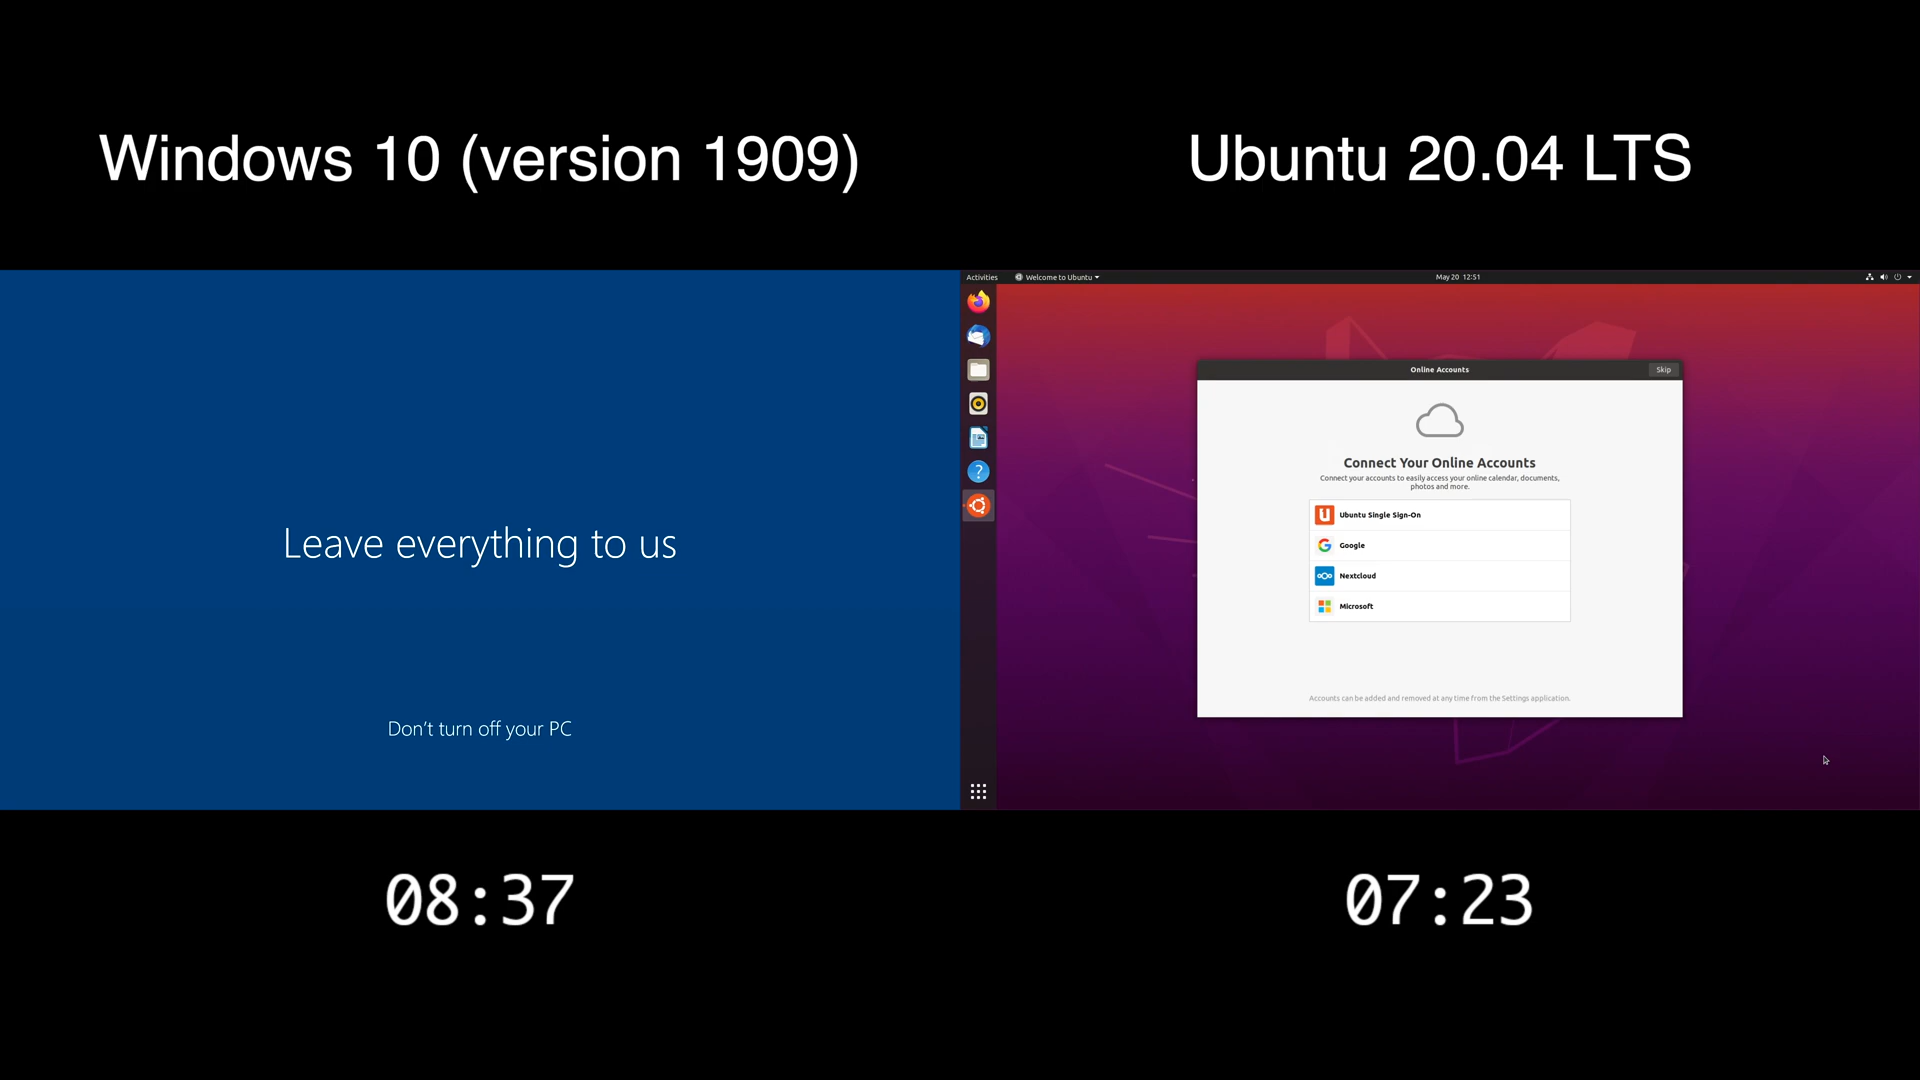 Windows 10 (version 1909)
Ubuntu 20.04 LTS
Leave everything to us
Don't turn off your PC
Activities
Welcome to Ubuntu
May 20 12:51
Online Accounts
Skip
Connect Your Online Accounts
Connect your accounts to easily access your online calendar, documents,
photos and more.
Ubuntu Single Sign-On
Google
Nextcloud
Microsoft
Accounts can be added and removed at any time from the Settings application.
08:37
07:23